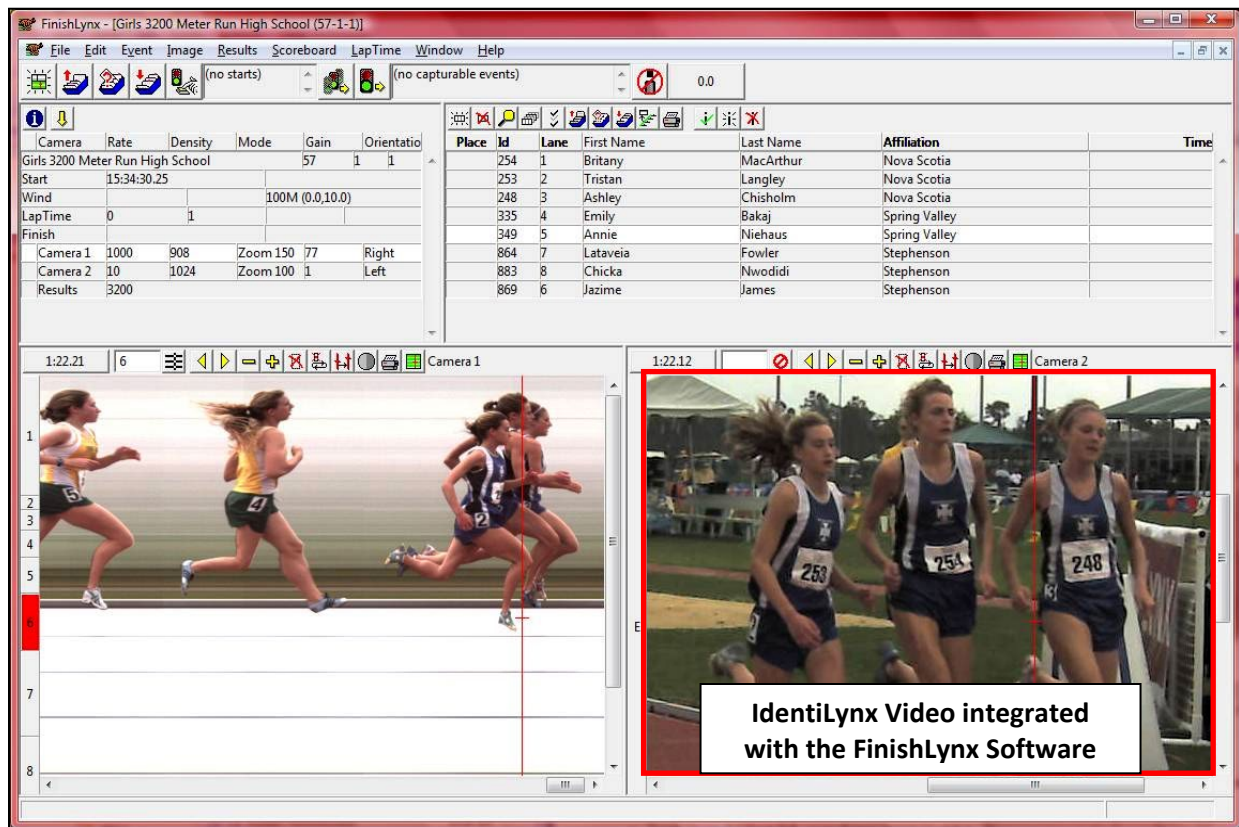 FinishLynx - [Girls 3200 Meter Run High School (57-1-1)]
File Edit Event Image Results Scoreboard LapTime Window Help
(no starts) (no capturable events) 0.0
Camera Rate Density Mode Gain Orientatio
Girls 3200 Meter Run High School 57 1 1
Start 15:34:30.25
Wind 100M (0.0,10.0)
LapTime 0 1
Finish
Camera 1 1000 908 Zoom 150 77 Right
Camera 2 10 1024 Zoom 100 1 Left
Results 3200
Place Id Lane First Name Last Name Affiliation Time
254 1 Britany MacArthur Nova Scotia
253 2 Tristan Langley Nova Scotia
248 3 Ashley Chisholm Nova Scotia
335 4 Emily Bakaj Spring Valley
349 5 Annie Niehaus Spring Valley
864 7 Lataveia Fowler Stephenson
883 8 Chicka Nwodidi Stephenson
869 6 Jazime James Stephenson
1:22.21 6 Camera 1
1
2
3
4
5
6
7
8
5
4
2
1:22.12 Camera 2
E
253
254
248
2
3
IdentiLynx Video integrated
with the FinishLynx Software